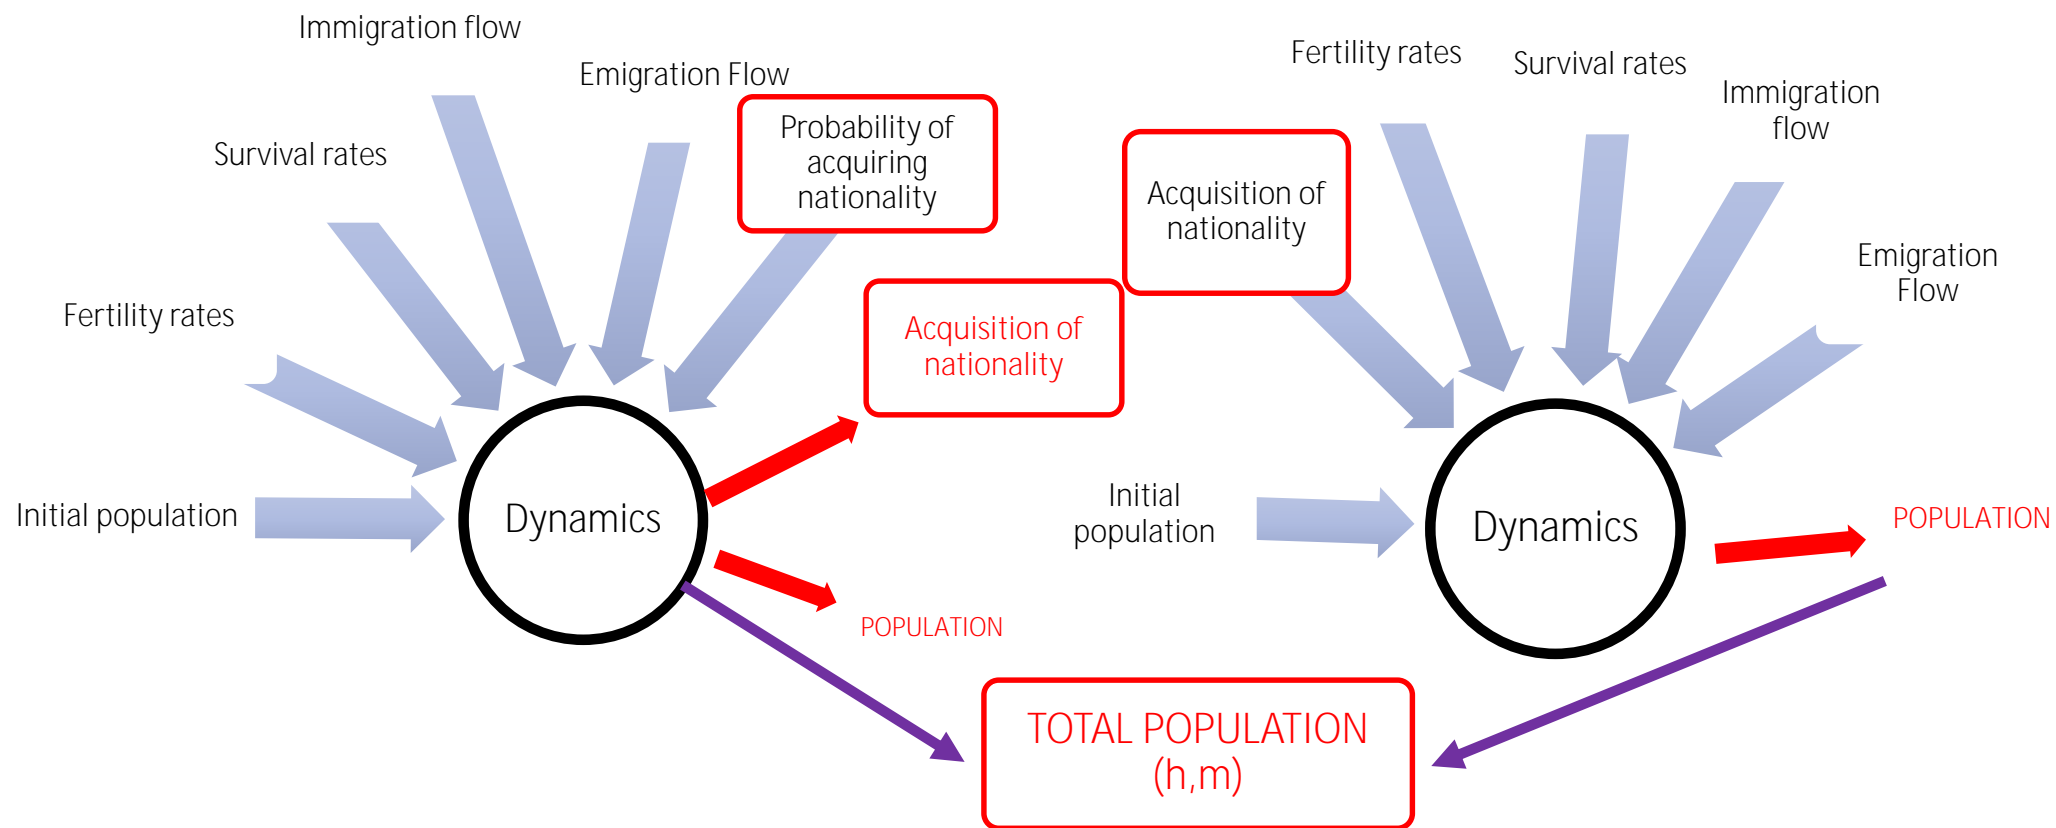 Immigration flow
Emigration Flow
Probability of
acquiring
nationality
Survival rates
Fertility rates
Initial population
Dynamics
Acquisition of
nationality
POPULATION
Fertility rates
Survival rates
Immigration
flow
Acquisition of
nationality
Emigration
Flow
Initial
population
Dynamics
POPULATION
TOTAL POPULATION
(h,m)